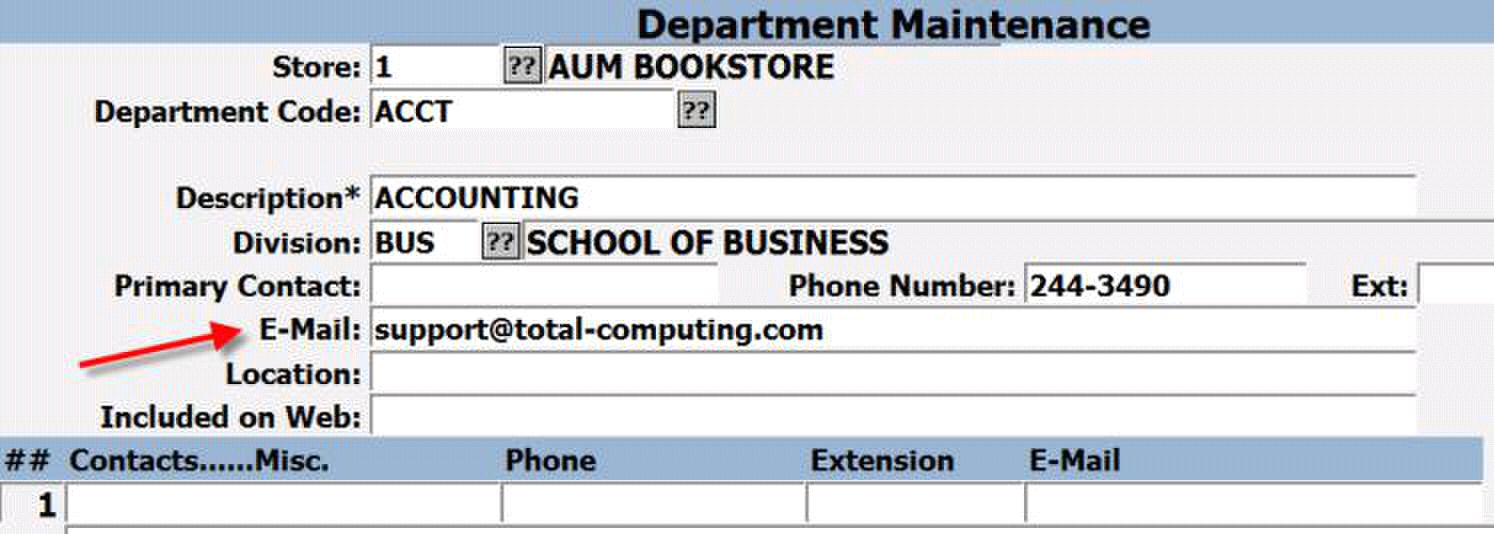 Department Maintenance
Store: 1 ?? AUM BOOKSTORE
Department Code: ACCT ??
Description* ACCOUNTING
Division: BUS ?? SCHOOL OF BUSINESS
Primary Contact: Phone Number: 244-3490 Ext:
E-Mail: support@total-computing.com
Location:
Included on Web:
## Contacts......Misc. Phone Extension E-Mail
1